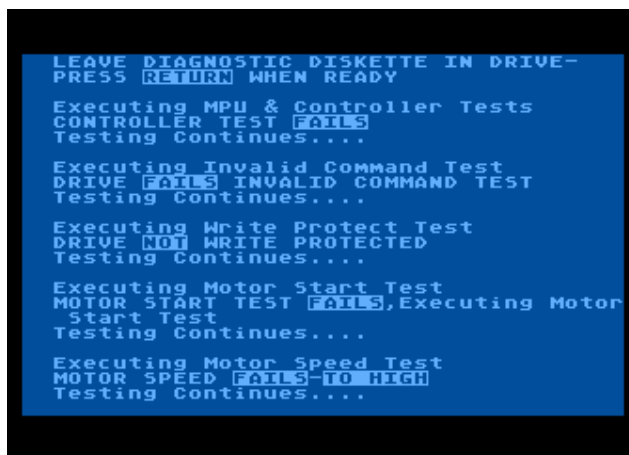 LEAVE DIAGNOSTIC DISKETTE IN DRIVE-
PRESS RETURN WHEN READY
Executing MPU & Controller Tests
CONTROLLER TEST FAILS
Testing Continues....
Executing Invalid Command Test
DRIVE FAILS INVALID COMMAND TEST
Testing Continues....
Executing Write Protect Test
DRIVE NOT WRITE PROTECTED
Testing Continues....
Executing Motor Start Test
MOTOR START TEST FAILS,Executing Motor
Start Test
Testing Continues....
Executing Motor Speed Test
MOTOR SPEED FAILS-TO HIGH
Testing Continues....